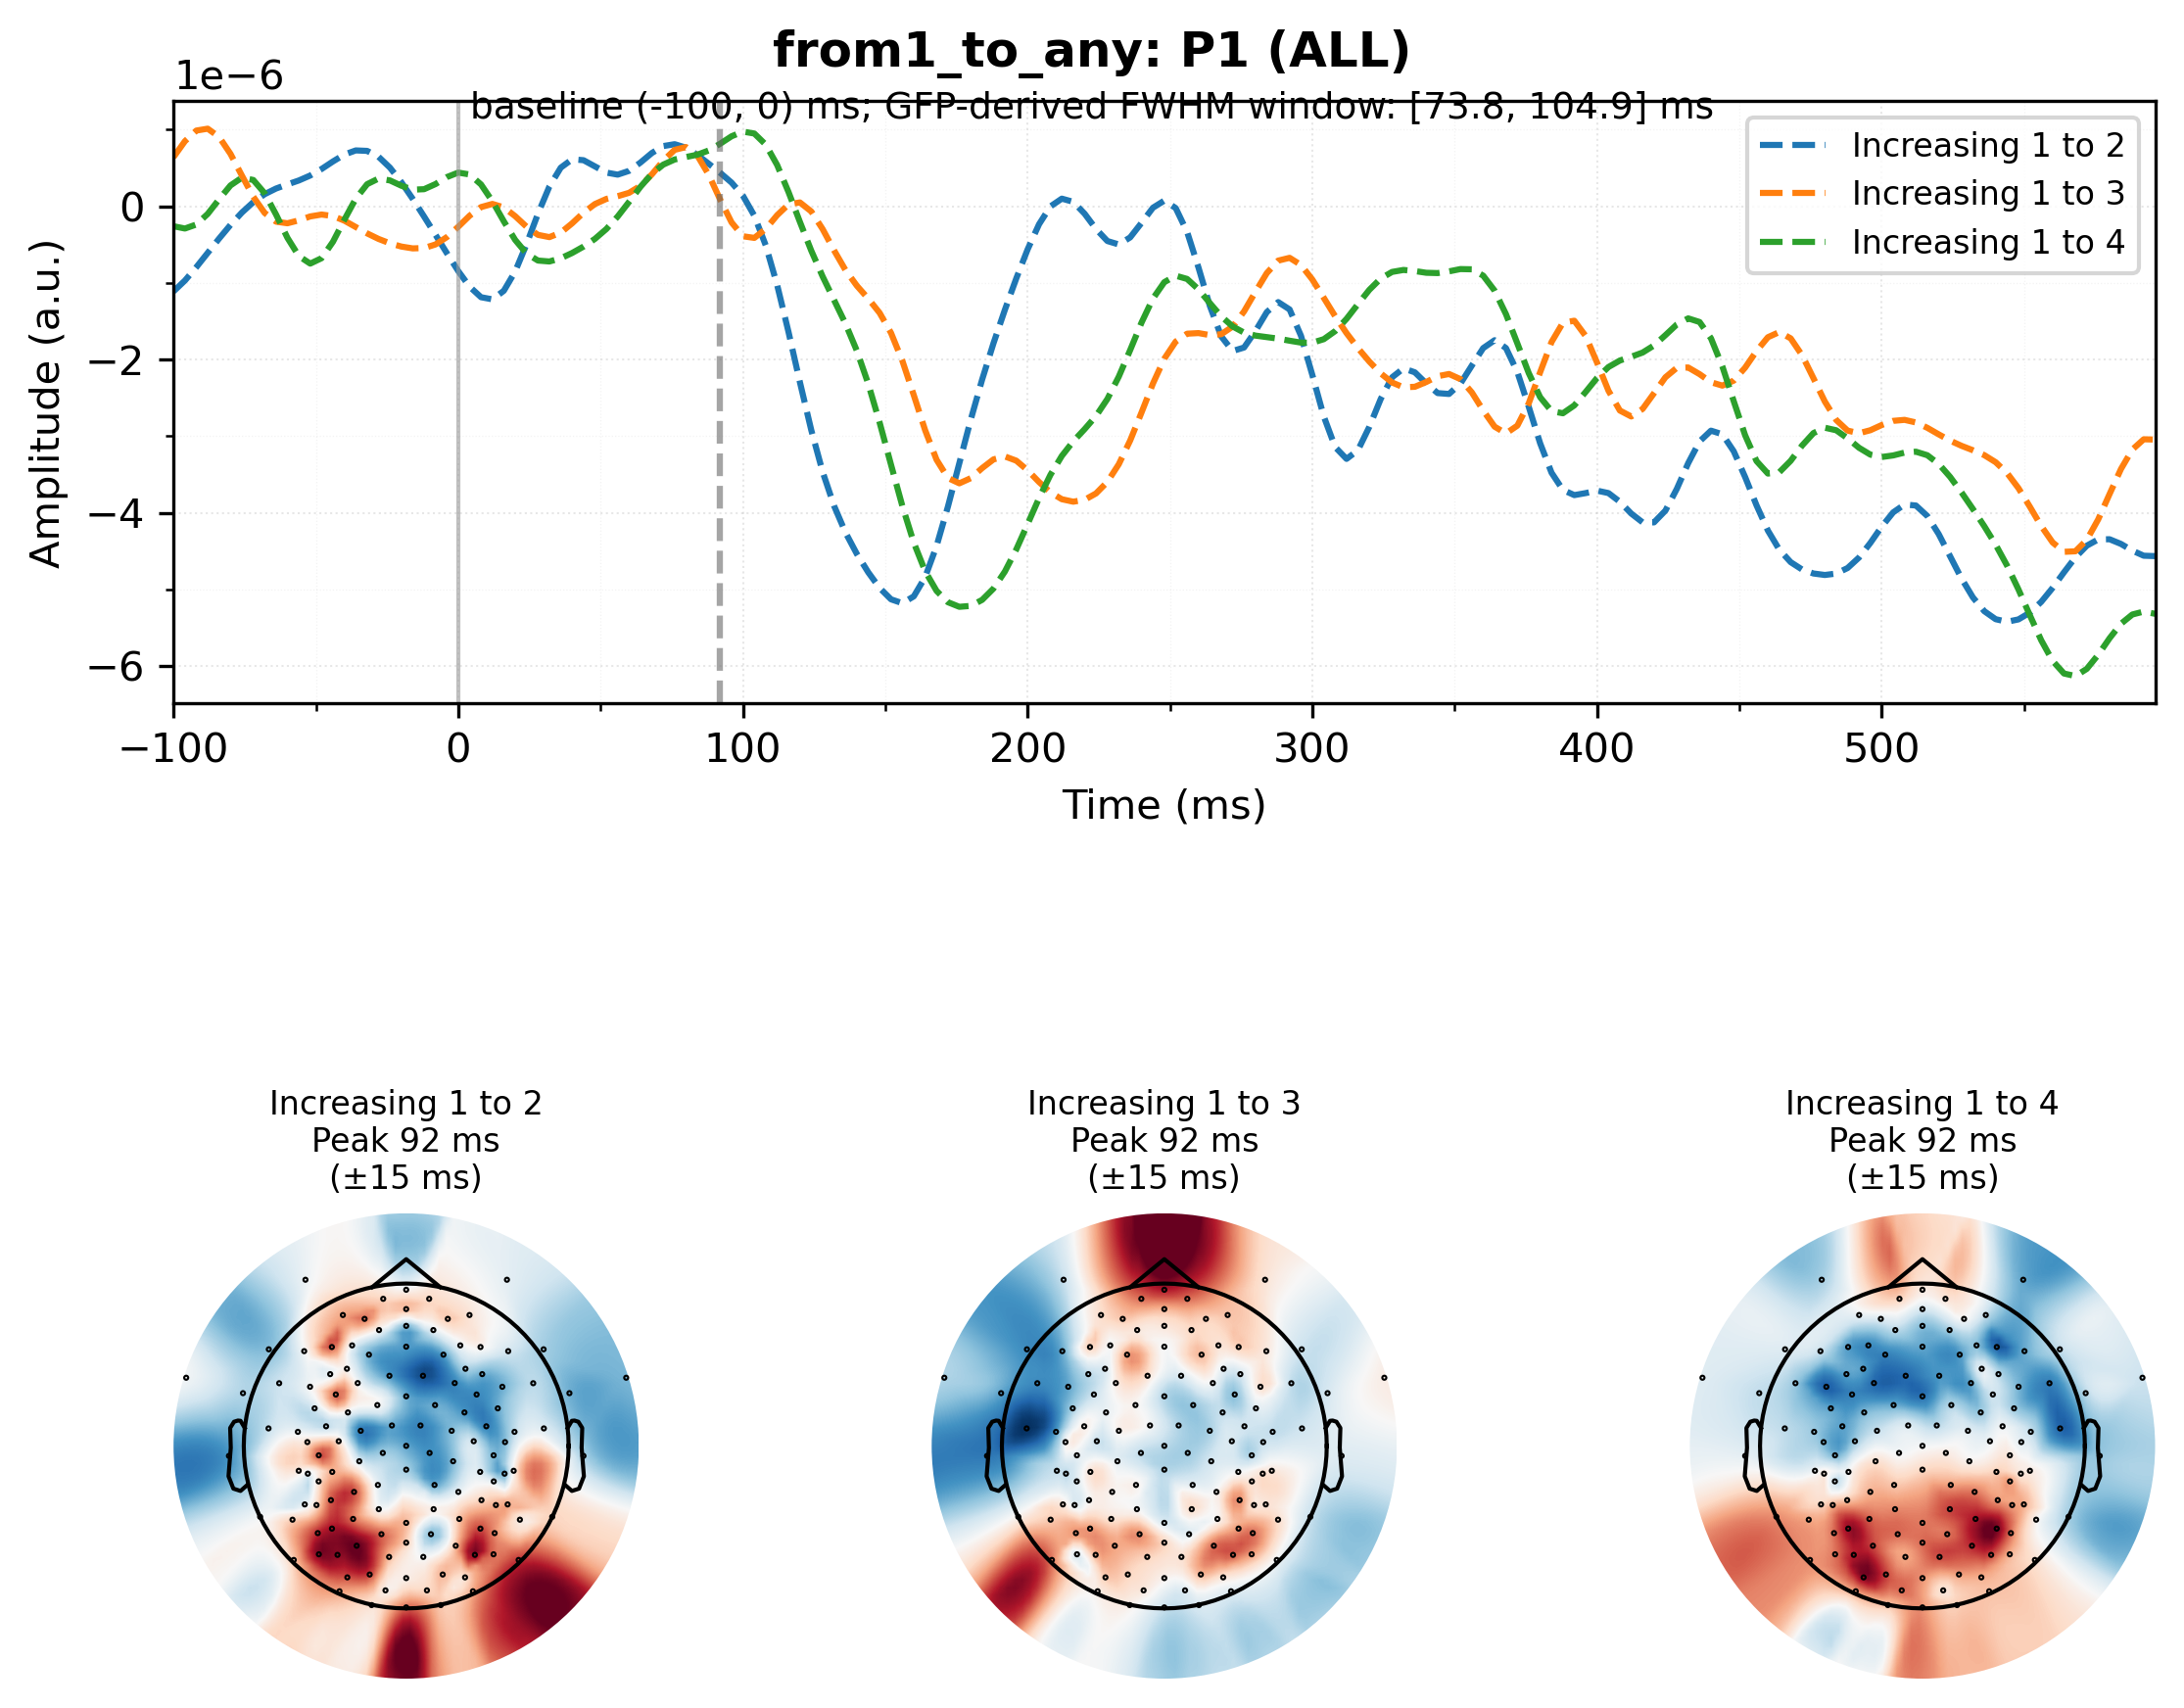 from1_to_any: P1 (ALL)
1e−6
baseline (-100, 0) ms; GFP-derived FWHM window: [73.8, 104.9] ms
Increasing 1 to 2
Increasing 1 to 3
Increasing 1 to 4
Amplitude (a.u.)
0
−2
−4
−6
−100 0 100 200 300 400 500
Time (ms)
Increasing 1 to 2
Peak 92 ms
(±15 ms)
Increasing 1 to 3
Peak 92 ms
(±15 ms)
Increasing 1 to 4
Peak 92 ms
(±15 ms)